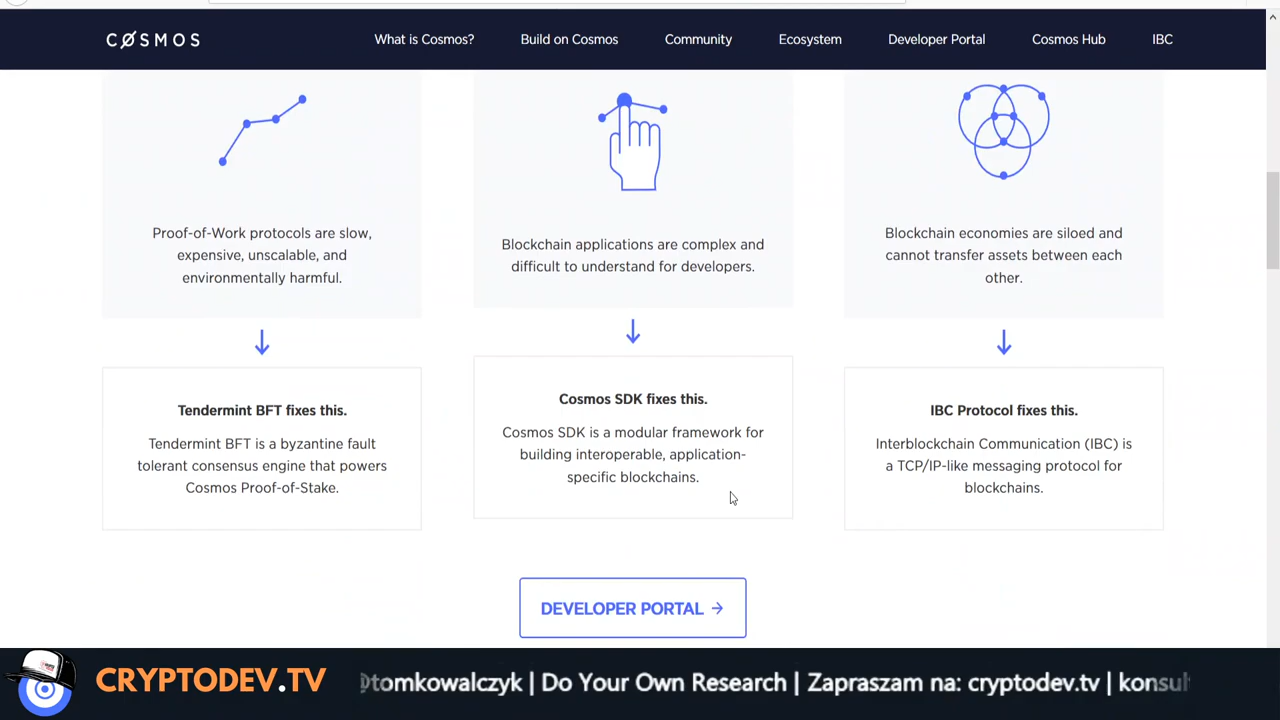 CØSMOS
What is Cosmos?
Build on Cosmos
Community
Ecosystem
Developer Portal
Cosmos Hub
IBC
Proof-of-Work protocols are slow,
expensive, unscalable, and
environmentally harmful.
Blockchain applications are complex and
difficult to understand for developers.
Blockchain economies are siloed and
cannot transfer assets between each
other.
Tendermint BFT fixes this.
Tendermint BFT is a byzantine fault
tolerant consensus engine that powers
Cosmos Proof-of-Stake.
Cosmos SDK fixes this.
Cosmos SDK is a modular framework for
building interoperable, application-
specific blockchains.
IBC Protocol fixes this.
Interblockchain Communication (IBC) is
a TCP/IP-like messaging protocol for
blockchains.
DEVELOPER PORTAL →
CRYPTODEV.TV
@tomkowalczyk | Do Your Own Research | Zapraszam na: cryptodev.tv | konsul